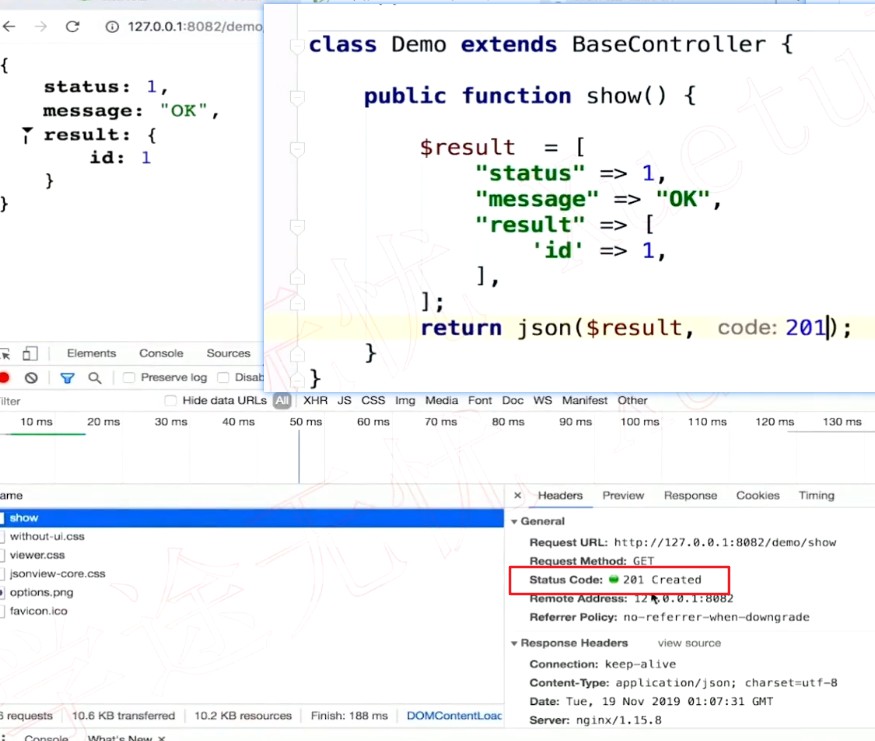 127.0.0.1:8082/demo
{
status: 1,
message: "OK",
result: {
id: 1
}
}
class Demo extends BaseController {
public function show() {
$result = [
"status" => 1,
"message" => "OK",
"result" => [
'id' => 1,
],
];
return json($result, code: 201);
}
}
Elements Console Sources
Preserve log Disab
ilter Hide data URLs All XHR JS CSS Img Media Font Doc WS Manifest Other
10 ms 20 ms 30 ms 40 ms 50 ms 60 ms 70 ms 80 ms 90 ms 100 ms 110 ms 120 ms 130 ms
ame
show
without-ui.css
viewer.css
jsonview-core.css
options.png
favicon.ico
6 requests 10.6 KB transferred 10.2 KB resources Finish: 188 ms DOMContentLoac
Console What's New ×
× Headers Preview Response Cookies Timing
General
Request URL: http://127.0.0.1:8082/demo/show
Request Method: GET
Status Code: 201 Created
Remote Address: 127.0.0.1:8082
Referrer Policy: no-referrer-when-downgrade
Response Headers view source
Connection: keep-alive
Content-Type: application/json; charset=utf-8
Date: Tue, 19 Nov 2019 01:07:31 GMT
Server: nginx/1.15.8